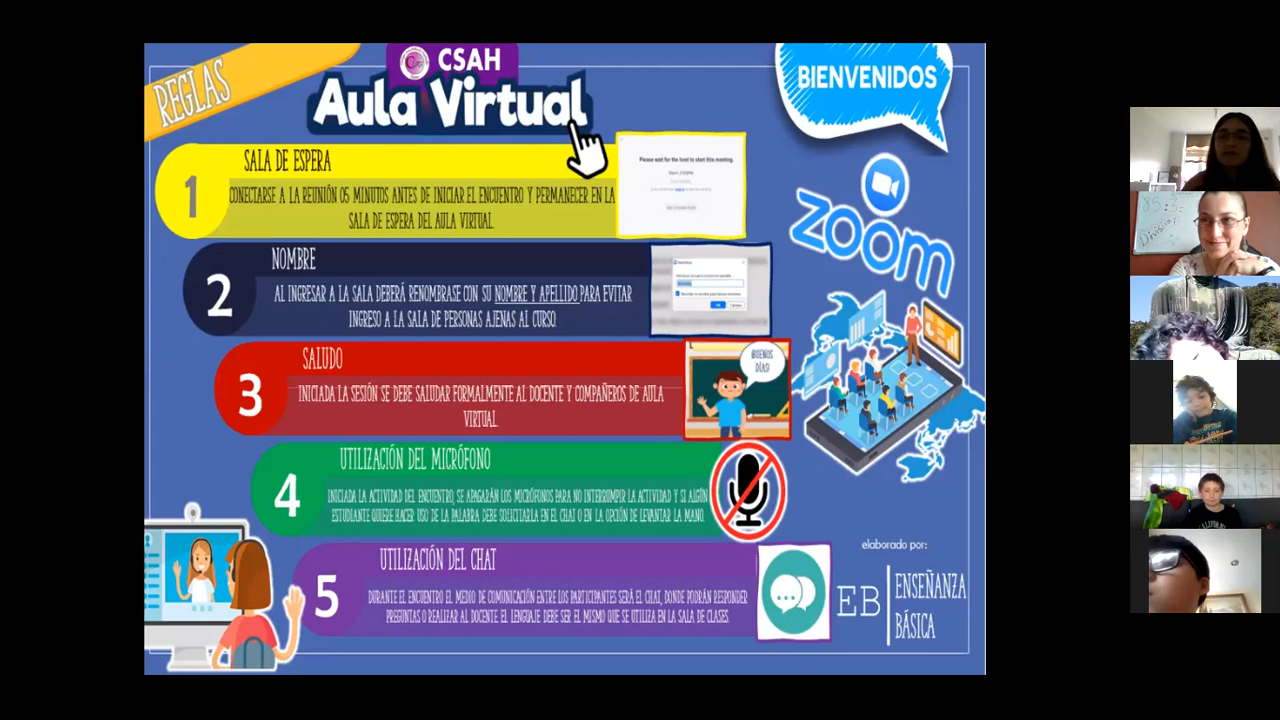 REGLAS
CSAH
Aula Virtual
BIENVENIDOS
1
SALA DE ESPERA
CONECTARSE A LA REUNIÓN 05 MINUTOS ANTES DE INICIAR EL ENCUENTRO Y PERMANECER EN LA
SALA DE ESPERA DEL AULA VIRTUAL.
Please wait for the host to start this meeting.
zoom
2
NOMBRE
AL INGRESAR A LA SALA DEBERÁ RENOMBRASE CON SU NOMBRE Y APELLIDO PARA EVITAR
INGRESO A LA SALA DE PERSONAS AJENAS AL CURSO.
3
SALUDO
INICIADA LA SESIÓN SE DEBE SALUDAR FORMALMENTE AL DOCENTE Y COMPAÑEROS DE AULA
VIRTUAL.
¡BUENOS
DÍAS!
4
UTILIZACIÓN DEL MICRÓFONO
INICIADA LA ACTIVIDAD DEL ENCUENTRO, SE APAGARÁN LOS MICRÓFONOS PARA NO INTERRUMPIR LA ACTIVIDAD Y SI ALGÚN
ESTUDIANTE QUIERE HACER USO DE LA PALABRA DEBE SOLICITARLA EN EL CHAT O EN LA OPCIÓN DE LEVANTAR LA MANO.
5
UTILIZACIÓN DEL CHAT
DURANTE EL ENCUENTRO EL MEDIO DE COMUNICACIÓN ENTRE LOS PARTICIPANTES SERÁ EL CHAT, DONDE PODRÁN RESPONDER
PREGUNTAS O REALIZAR AL DOCENTE EL LENGUAJE DEBE SER EL MISMO QUE SE UTILIZA EN LA SALA DE CLASES.
elaborado por:
EB
ENSEÑANZA
BÁSICA
85:3